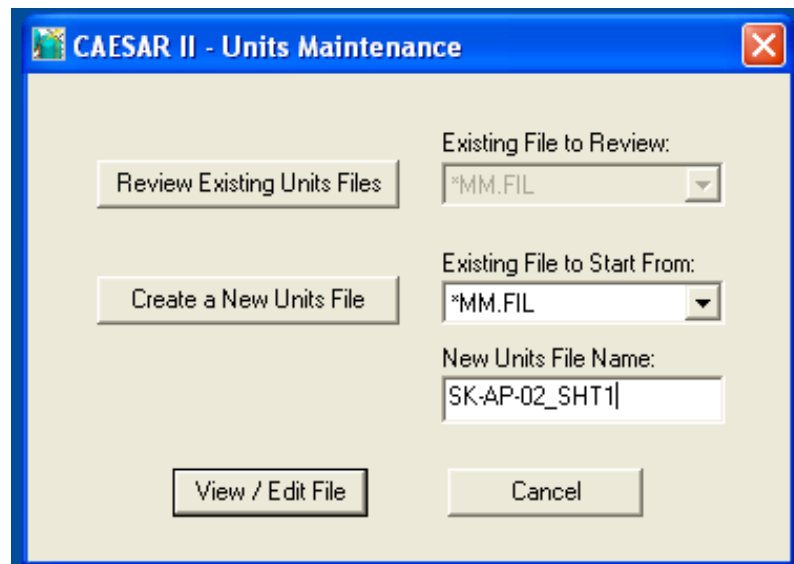 CAESAR II - Units Maintenance
Existing File to Review:
Review Existing Units Files
*MM.FIL
Existing File to Start From:
Create a New Units File
*MM.FIL
New Units File Name:
SK-AP-02_SHT1
View / Edit File
Cancel